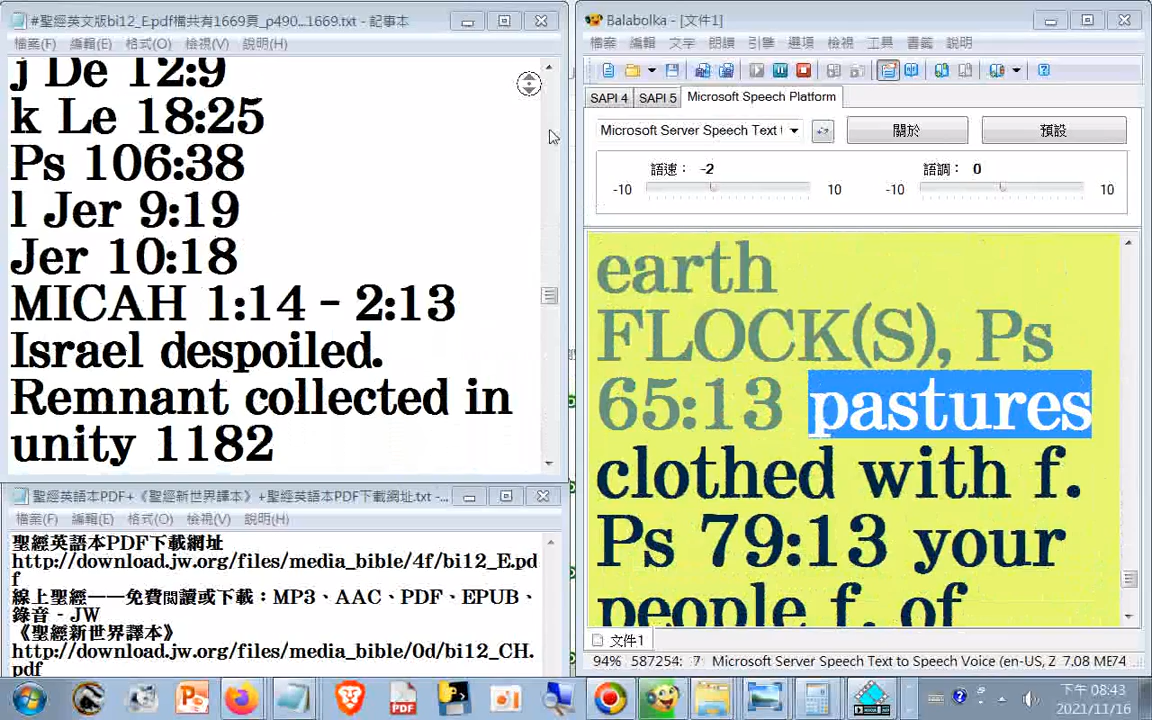 #聖經英文版bi12_E.pdf檔共有1669頁_p490...1669.txt - 記事本
檔案(F) 編輯(E) 格式(O) 檢視(V) 說明(H)
j De 12:9
k Le 18:25
Ps 106:38
l Jer 9:19
Jer 10:18
MICAH 1:14 – 2:13
Israel despoiled.
Remnant collected in
unity 1182
聖經英語本PDF+《聖經新世界譯本》+聖經英語本PDF下載網址.txt - ...
檔案(F) 編輯(E) 格式(O) 檢視(V) 說明(H)
聖經英語本PDF下載網址
http://download.jw.org/files/media_bible/4f/bi12_E.pd
f
線上聖經——免費閱讀或下載：MP3、AAC、PDF、EPUB、
錄音 - JW
《聖經新世界譯本》
http://download.jw.org/files/media_bible/0d/bi12_CH.
pdf
Balabolka - [文件1]
檔案 編輯 文字 朗讀 引擎 選項 檢視 工具 書籤 說明
SAPI 4 SAPI 5 Microsoft Speech Platform
Microsoft Server Speech Text t 關於 預設
語速： -2 語調： 0
-10 10 -10 10
earth
FLOCK(S), Ps
65:13 pastures
clothed with f.
Ps 79:13 your
people f. of
文件1
94% 587254: 7 Microsoft Server Speech Text to Speech Voice (en-US, Z 7.08 ME74
PDF
下午 08:43
2021/11/16